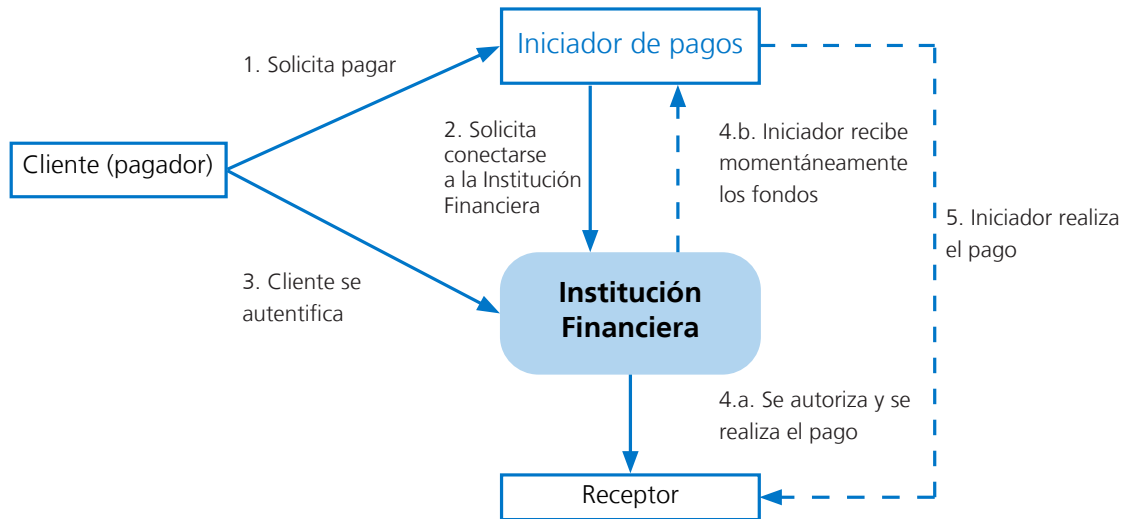 Iniciador de pagos
1. Solicita pagar
Cliente (pagador)
2. Solicita
conectarse
a la Institución
Financiera
4.b. Iniciador recibe
momentáneamente
los fondos
5. Iniciador realiza
el pago
3. Cliente se
autentifica
Institución
Financiera
4.a. Se autoriza y se
realiza el pago
Receptor